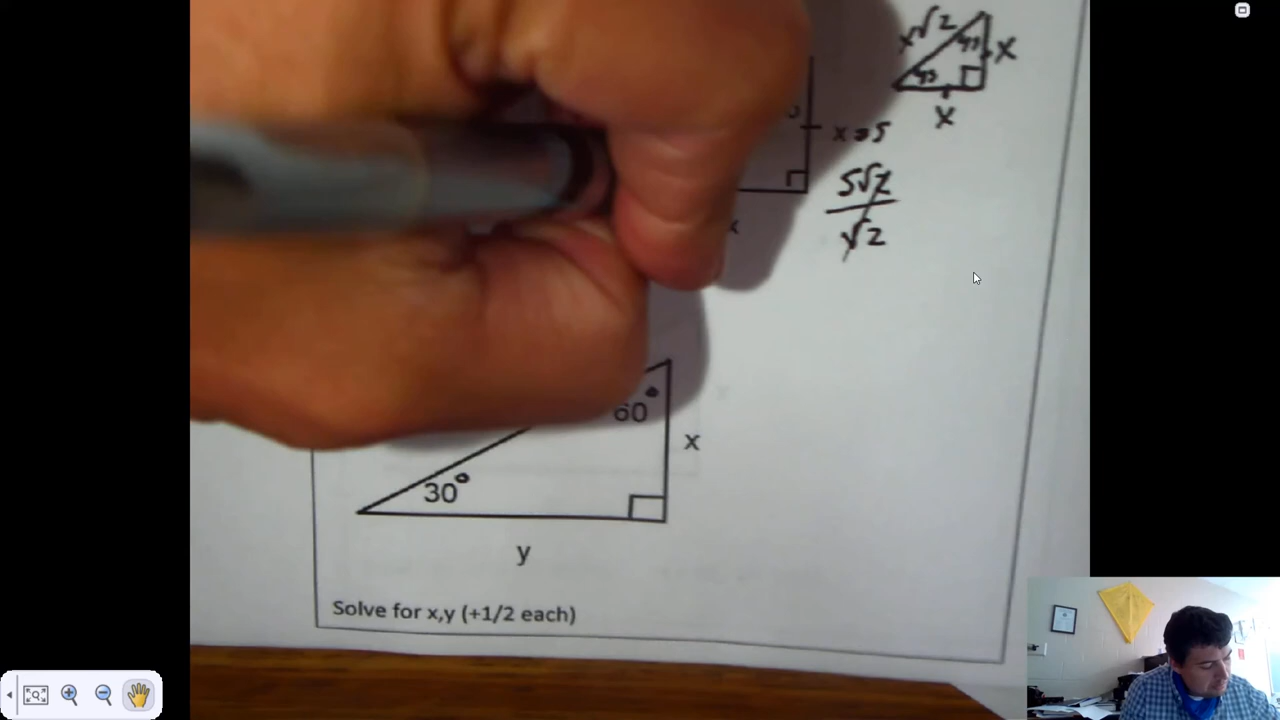 x√2
45
x
45
x
x = 5
5√2
√2
x
60°
x
30°
y
Solve for x,y (+1/2 each)